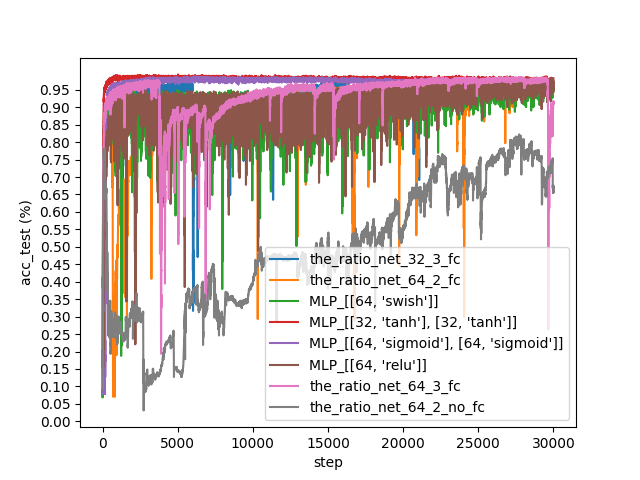 acc_test (%)
0.95
0.90
0.85
0.80
0.75
0.70
0.65
0.60
0.55
0.50
0.45
0.40
0.35
0.30
0.25
0.20
0.15
0.10
0.05
0.00
the_ratio_net_32_3_fc
the_ratio_net_64_2_fc
MLP_[[64, 'swish']]
MLP_[[32, 'tanh'], [32, 'tanh']]
MLP_[[64, 'sigmoid'], [64, 'sigmoid']]
MLP_[[64, 'relu']]
the_ratio_net_64_3_fc
the_ratio_net_64_2_no_fc
0 5000 10000 15000 20000 25000 30000
step